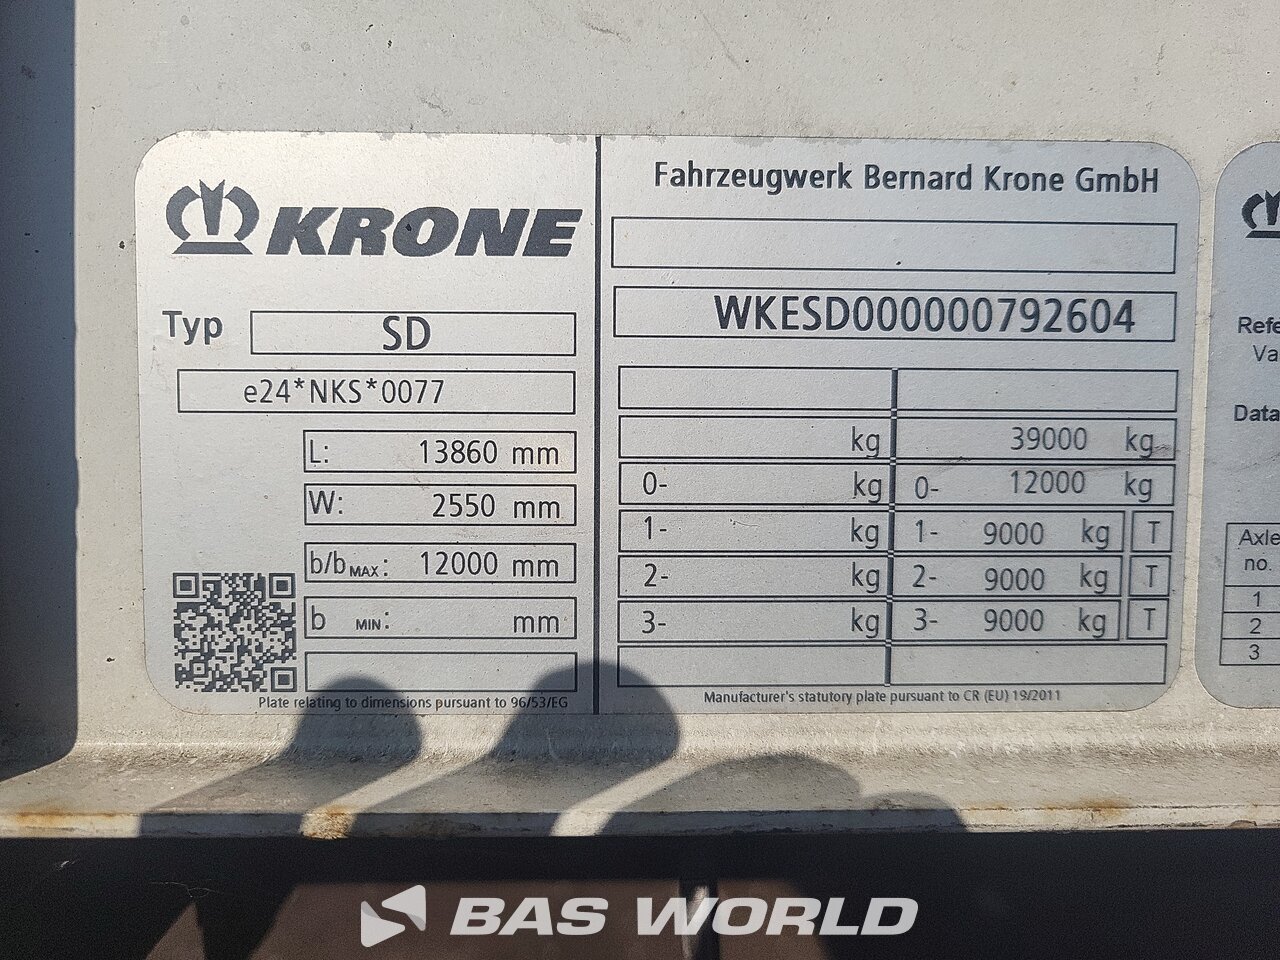 KRONE
Typ SD
e24*NKS*0077
L: 13860 mm
W: 2550 mm
b/b MAX: 12000 mm
b MIN: mm
Plate relating to dimensions pursuant to 96/53/EG
Fahrzeugwerk Bernard Krone GmbH
WKESD000000792604
kg 39000 kg
0- kg 0- 12000 kg
1- kg 1- 9000 kg T
2- kg 2- 9000 kg T
3- kg 3- 9000 kg T
Manufacturer's statutory plate pursuant to CR (EU) 19/2011
Data
Axle
no.
1
2
3
BAS WORLD